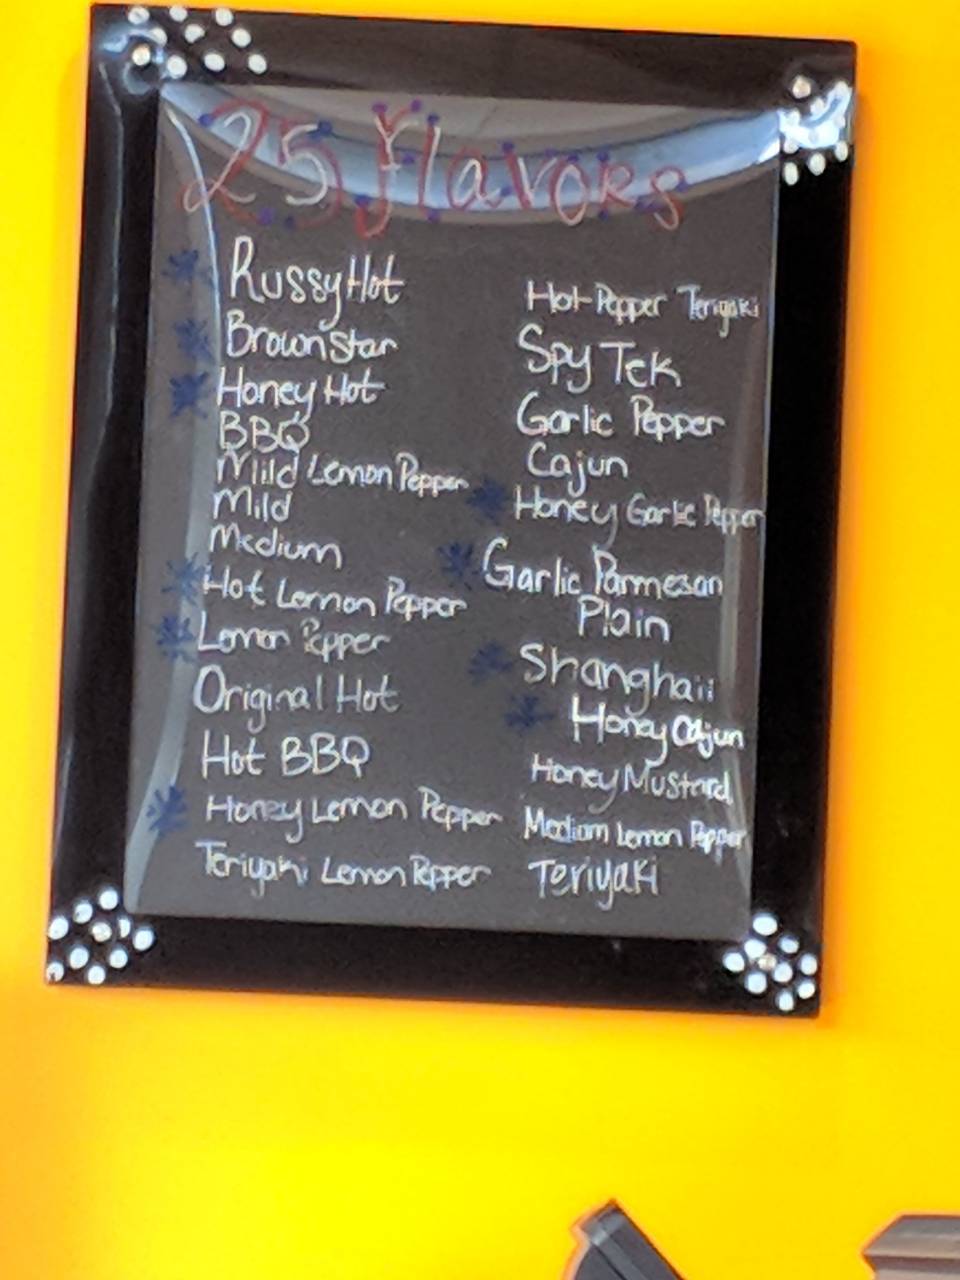 25 Flavors
Russy Hot
Brown Star
Honey Hot
BBQ
Mild Lemon Pepper
Mild
Medium
Hot Lemon Pepper
Lemon Pepper
Original Hot
Hot BBQ
Honey Lemon Pepper
Teriyaki Lemon Pepper
Hot Pepper Teriyaki
Spy Tek
Garlic Pepper
Cajun
Honey Garlic Pepper
Garlic Parmesan
Plain
Shanghaii
Honey Cajun
Honey Mustard
Medium Lemon Pepper
Teriyaki